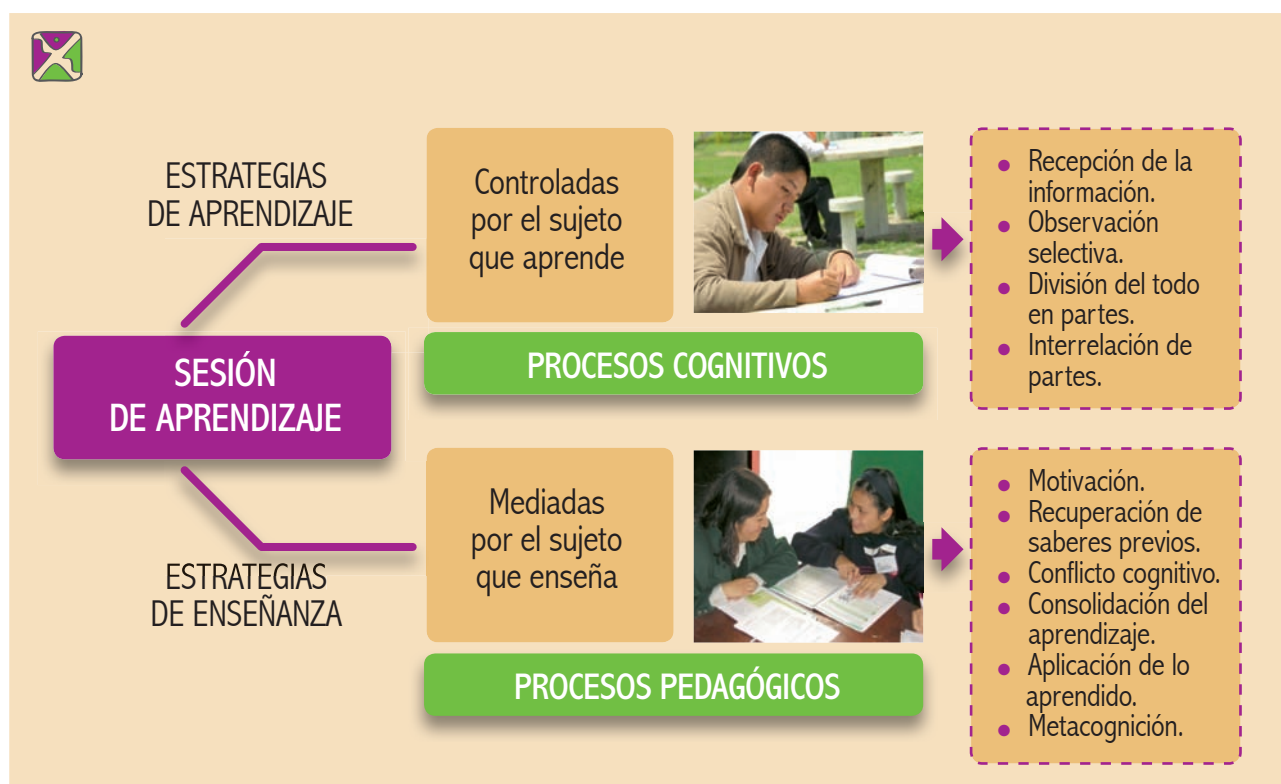 ESTRATEGIAS
DE APRENDIZAJE
Controladas
por el sujeto
que aprende
PROCESOS COGNITIVOS
● Recepción de la
información.
● Observación
selectiva.
● División del todo
en partes.
● Interrelación de
partes.
SESIÓN
DE APRENDIZAJE
ESTRATEGIAS
DE ENSEÑANZA
Mediadas
por el sujeto
que enseña
PROCESOS PEDAGÓGICOS
● Motivación.
● Recuperación de
saberes previos.
● Conflicto cognitivo.
● Consolidación del
aprendizaje.
● Aplicación de lo
aprendido.
● Metacognición.